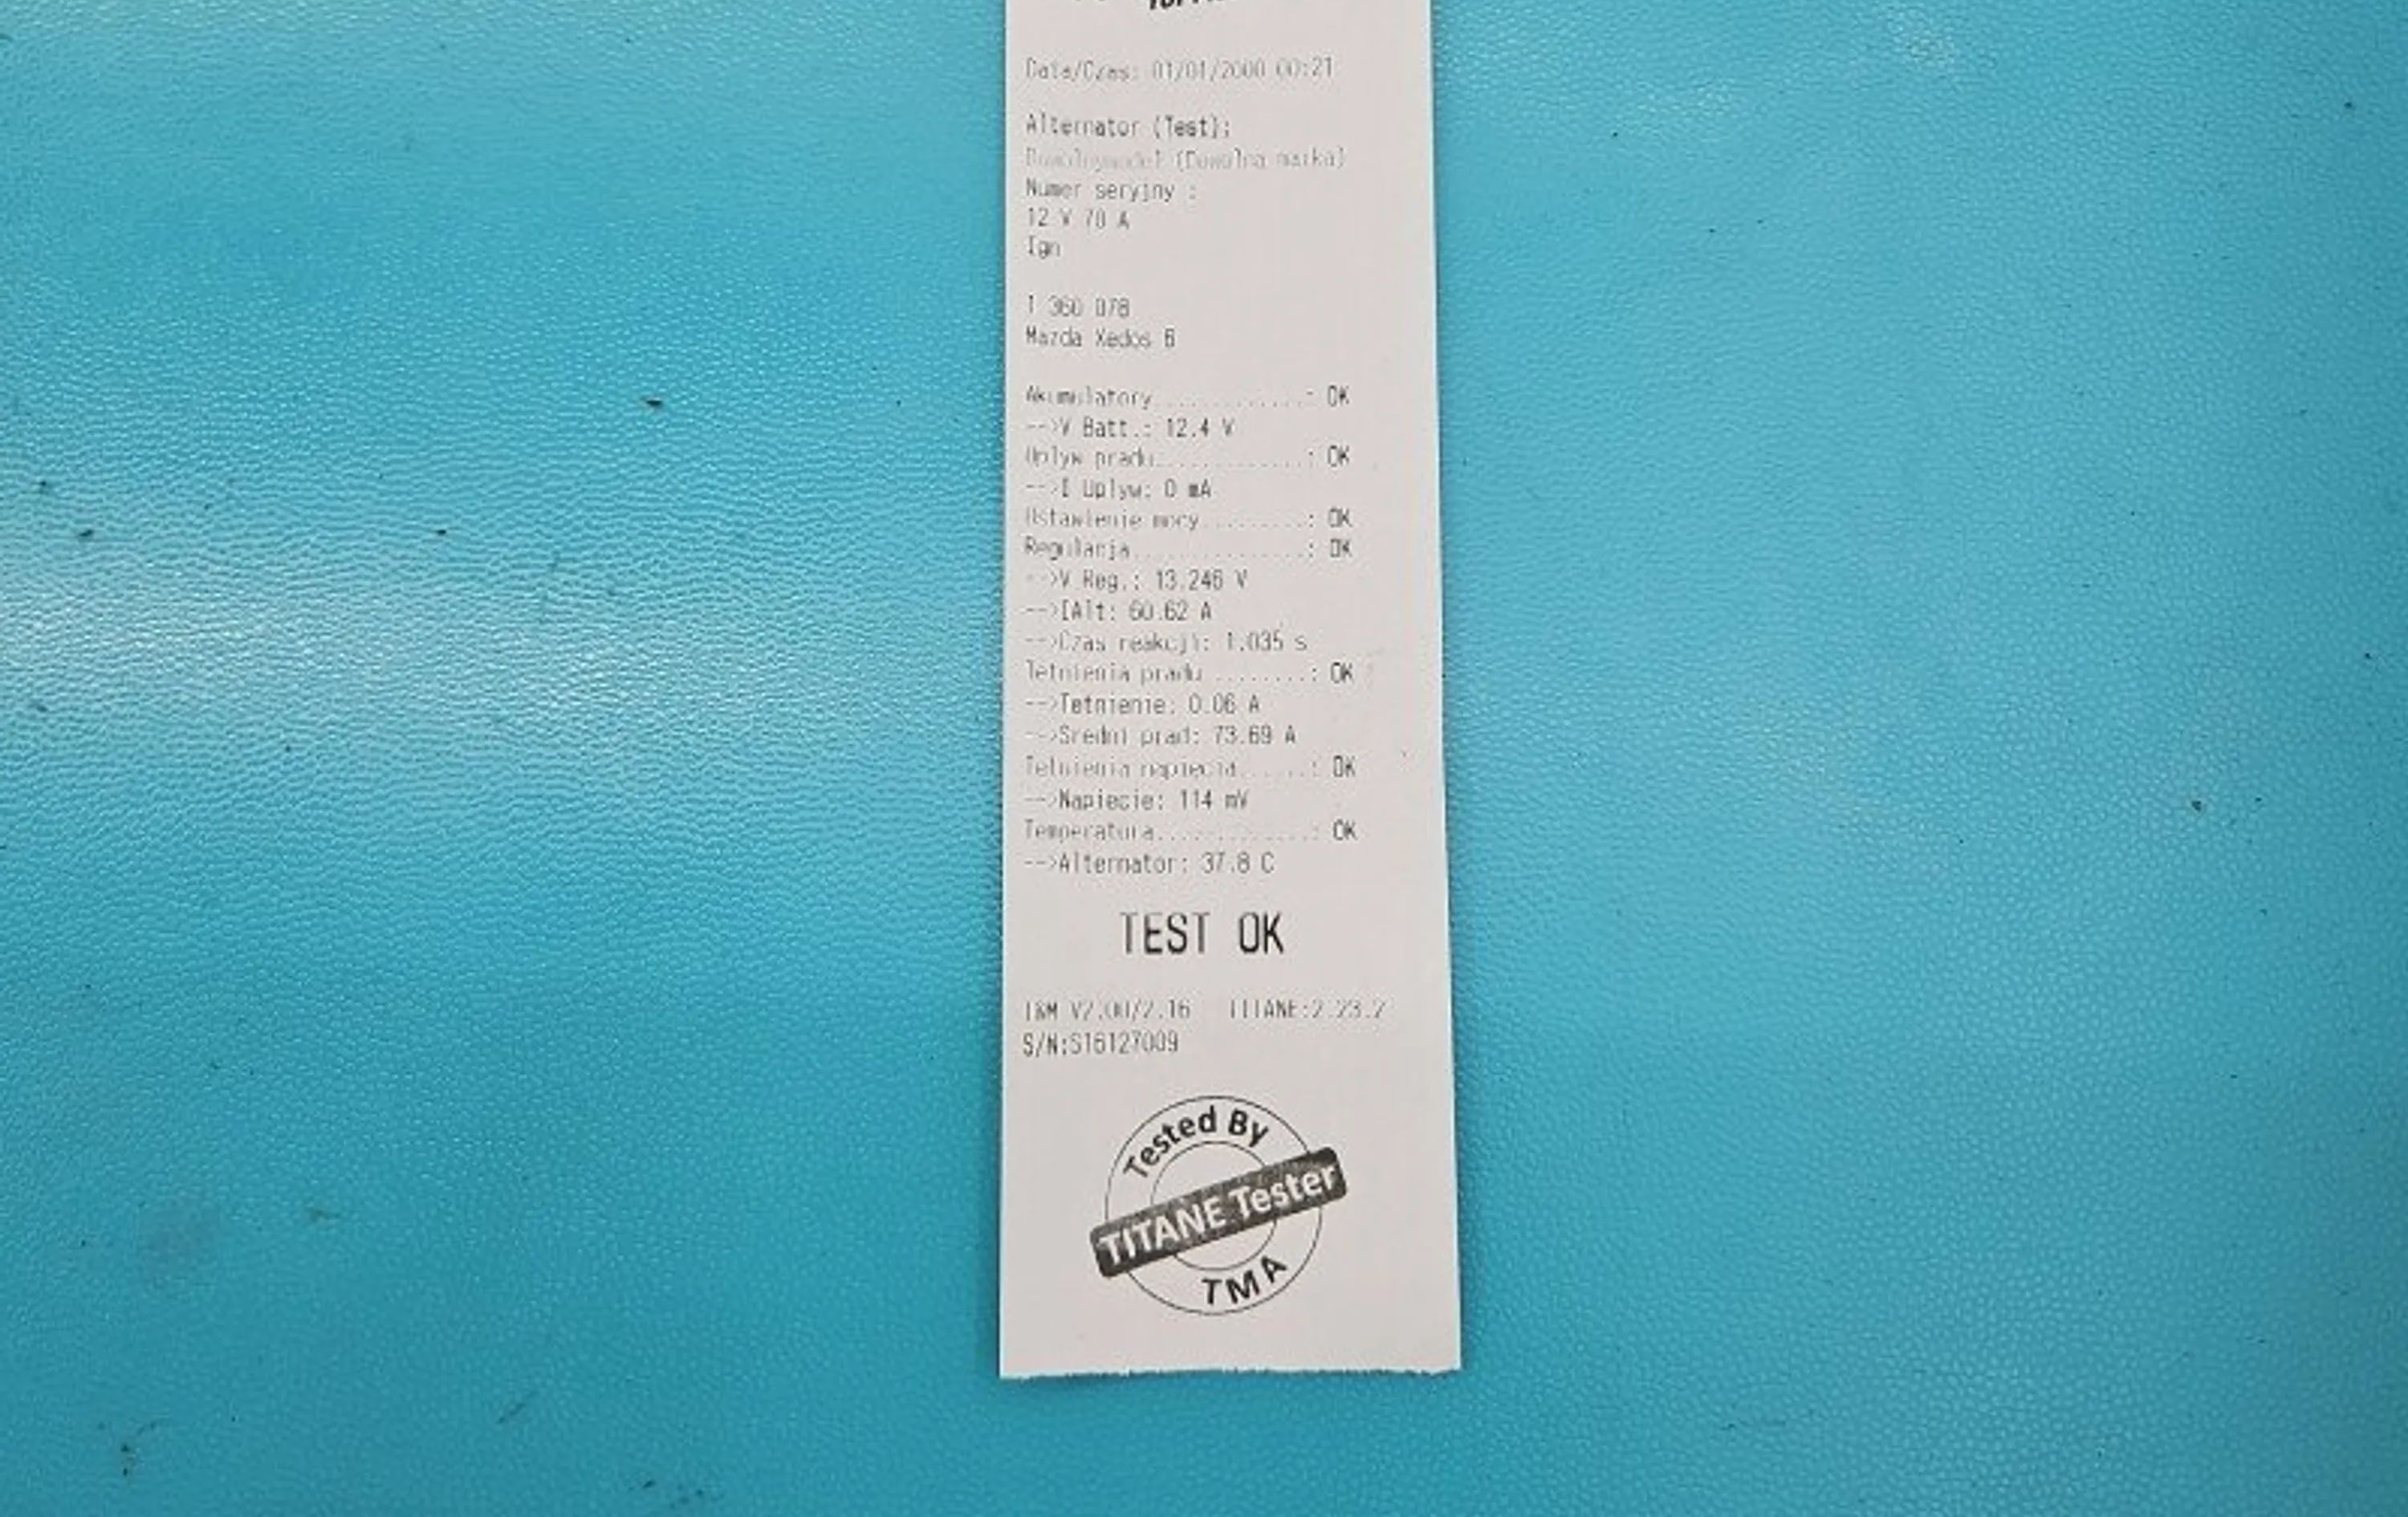 Data/Czas: 01/01/2000 00:21
Alternator (Test):
Dowolnymodel (Dowolna marka)
Numer seryjny :
12 V 70 A
Ign
1 360 078
Mazda Xedos 6
Akumulatory.............: OK
-->V Batt.: 12.4 V
Uplyw pradu.............: OK
-->I Uplyw: 0 mA
Ustawienie mocy.........: OK
Regulacja...............: OK
-->V Reg.: 13.246 V
-->IAlt: 60.62 A
-->Czas reakcji: 1.035 s
Tetnienia pradu ........: OK
-->Tetnienie: 0.06 A
-->Sredni prad: 73.69 A
Tetnienia napiecia......: OK
-->Napiecie: 114 mV
Temperatura.............: OK
-->Alternator: 37.8 C
TEST OK
I&M V2.00/2.16 TITANE:2.23.2
S/N:S16127009
Tested By
TITANE Tester
TMA